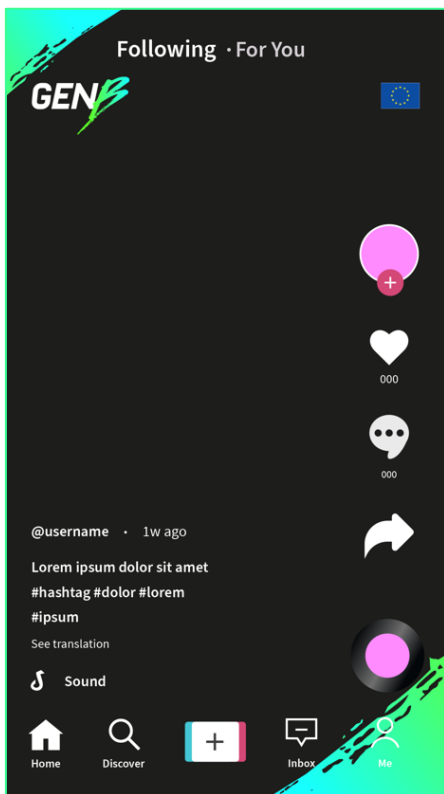 Following · For You
GENB
000
000
@username · 1w ago
Lorem ipsum dolor sit amet
#hashtag #dolor #lorem
#ipsum
See translation
Sound
Home
Discover
Inbox
Me